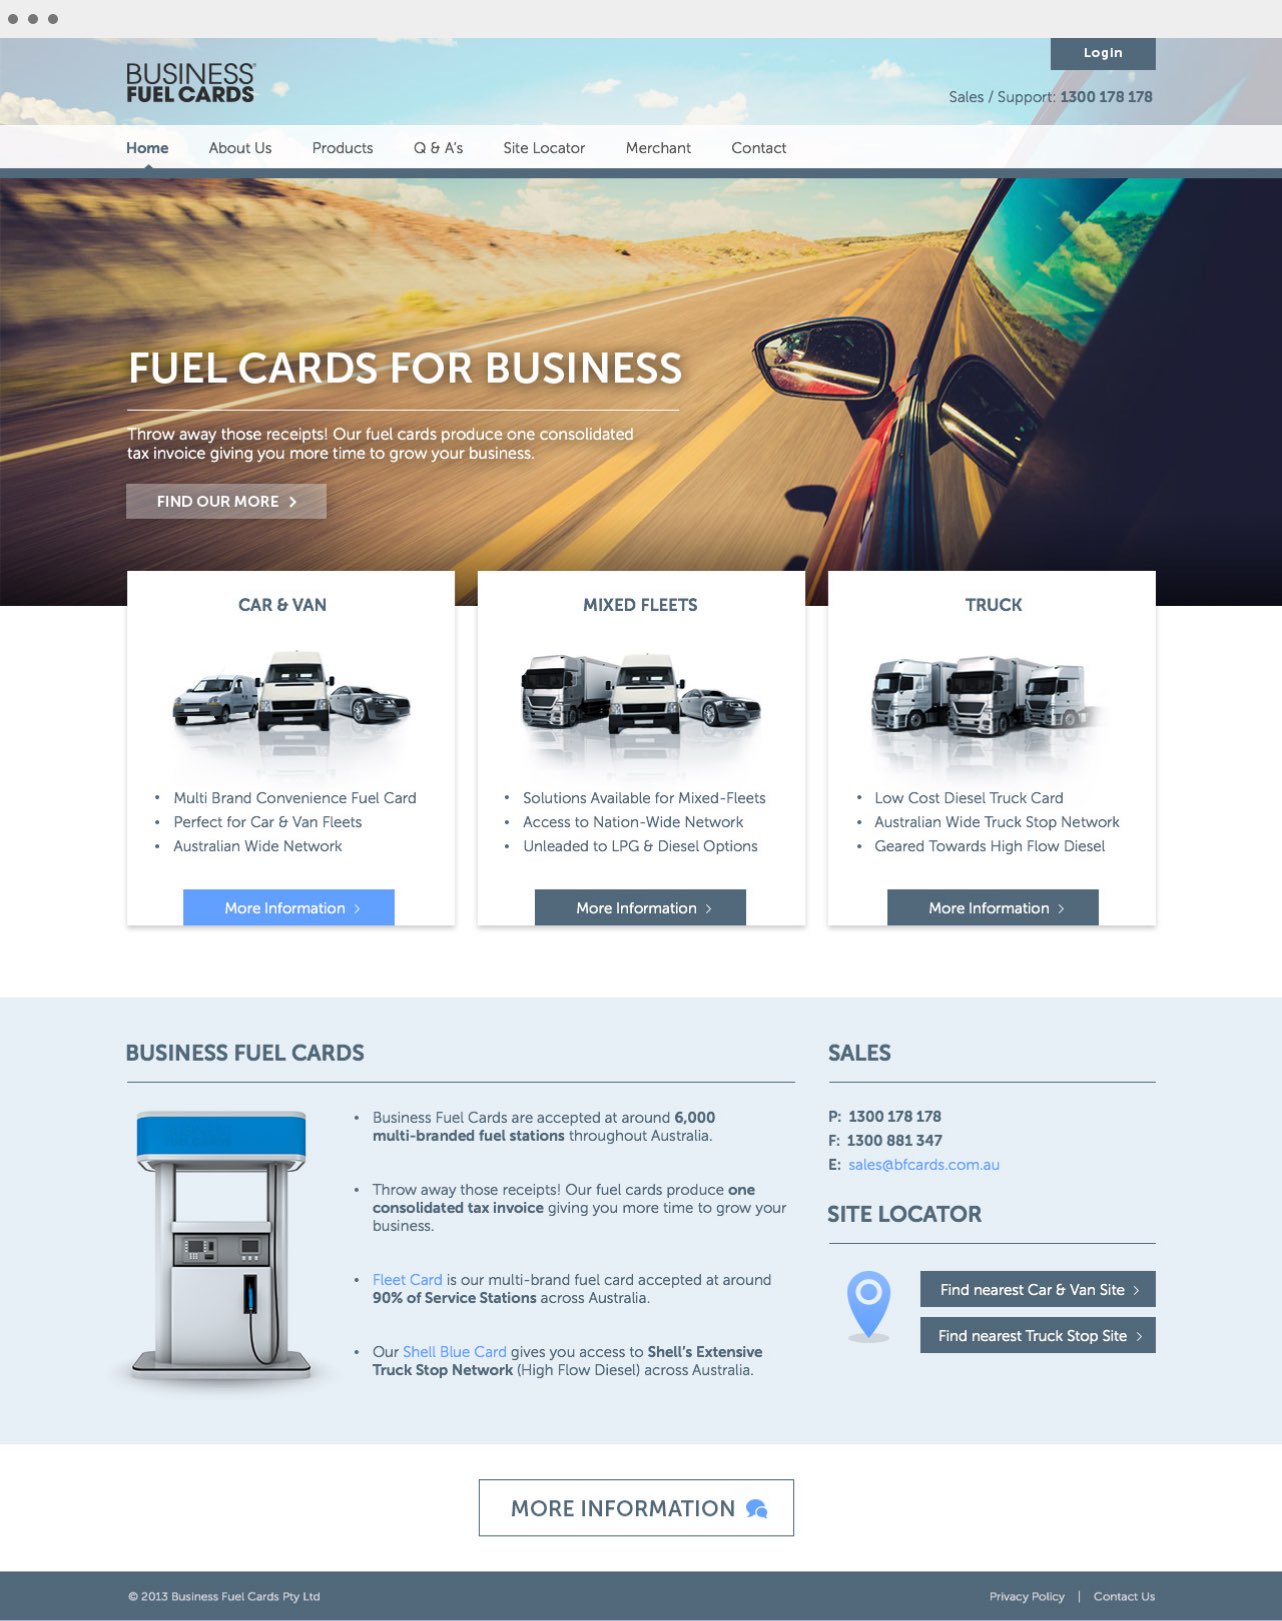 BUSINESS
FUEL CARDS
Login
Sales / Support: 1300 178 178
Home About Us Products Q & A's Site Locator Merchant Contact
FUEL CARDS FOR BUSINESS
Throw away those receipts! Our fuel cards produce one consolidated
tax invoice giving you more time to grow your business.
FIND OUR MORE >
CAR & VAN
• Multi Brand Convenience Fuel Card
• Perfect for Car & Van Fleets
• Australian Wide Network
More Information >
MIXED FLEETS
• Solutions Available for Mixed-Fleets
• Access to Nation-Wide Network
• Unleaded to LPG & Diesel Options
More Information >
TRUCK
• Low Cost Diesel Truck Card
• Australian Wide Truck Stop Network
• Geared Towards High Flow Diesel
More Information >
BUSINESS FUEL CARDS
BUSINESS
FUEL CARDS
• Business Fuel Cards are accepted at around 6,000
multi-branded fuel stations throughout Australia.
• Throw away those receipts! Our fuel cards produce one
consolidated tax invoice giving you more time to grow your
business.
• Fleet Card is our multi-brand fuel card accepted at around
90% of Service Stations across Australia.
• Our Shell Blue Card gives you access to Shell's Extensive
Truck Stop Network (High Flow Diesel) across Australia.
SALES
P: 1300 178 178
F: 1300 881 347
E: sales@bfcards.com.au
SITE LOCATOR
Find nearest Car & Van Site >
Find nearest Truck Stop Site >
MORE INFORMATION
© 2013 Business Fuel Cards Pty Ltd
Privacy Policy | Contact Us